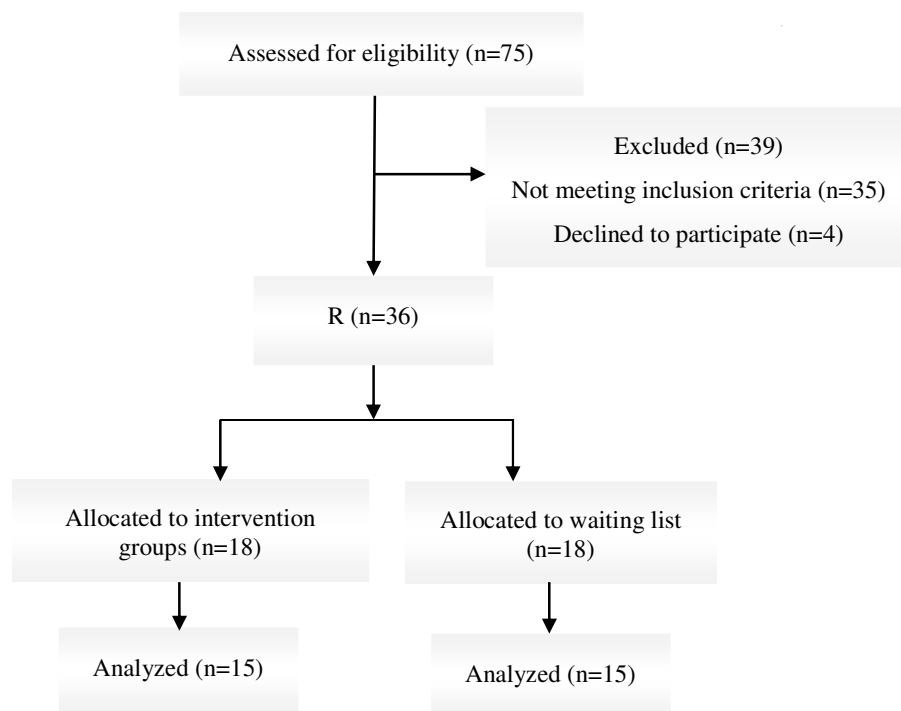 Assessed for eligibility (n=75)
Excluded (n=39)
Not meeting inclusion criteria (n=35)
Declined to participate (n=4)
R (n=36)
Allocated to intervention
groups (n=18)
Allocated to waiting list
(n=18)
Analyzed (n=15)
Analyzed (n=15)